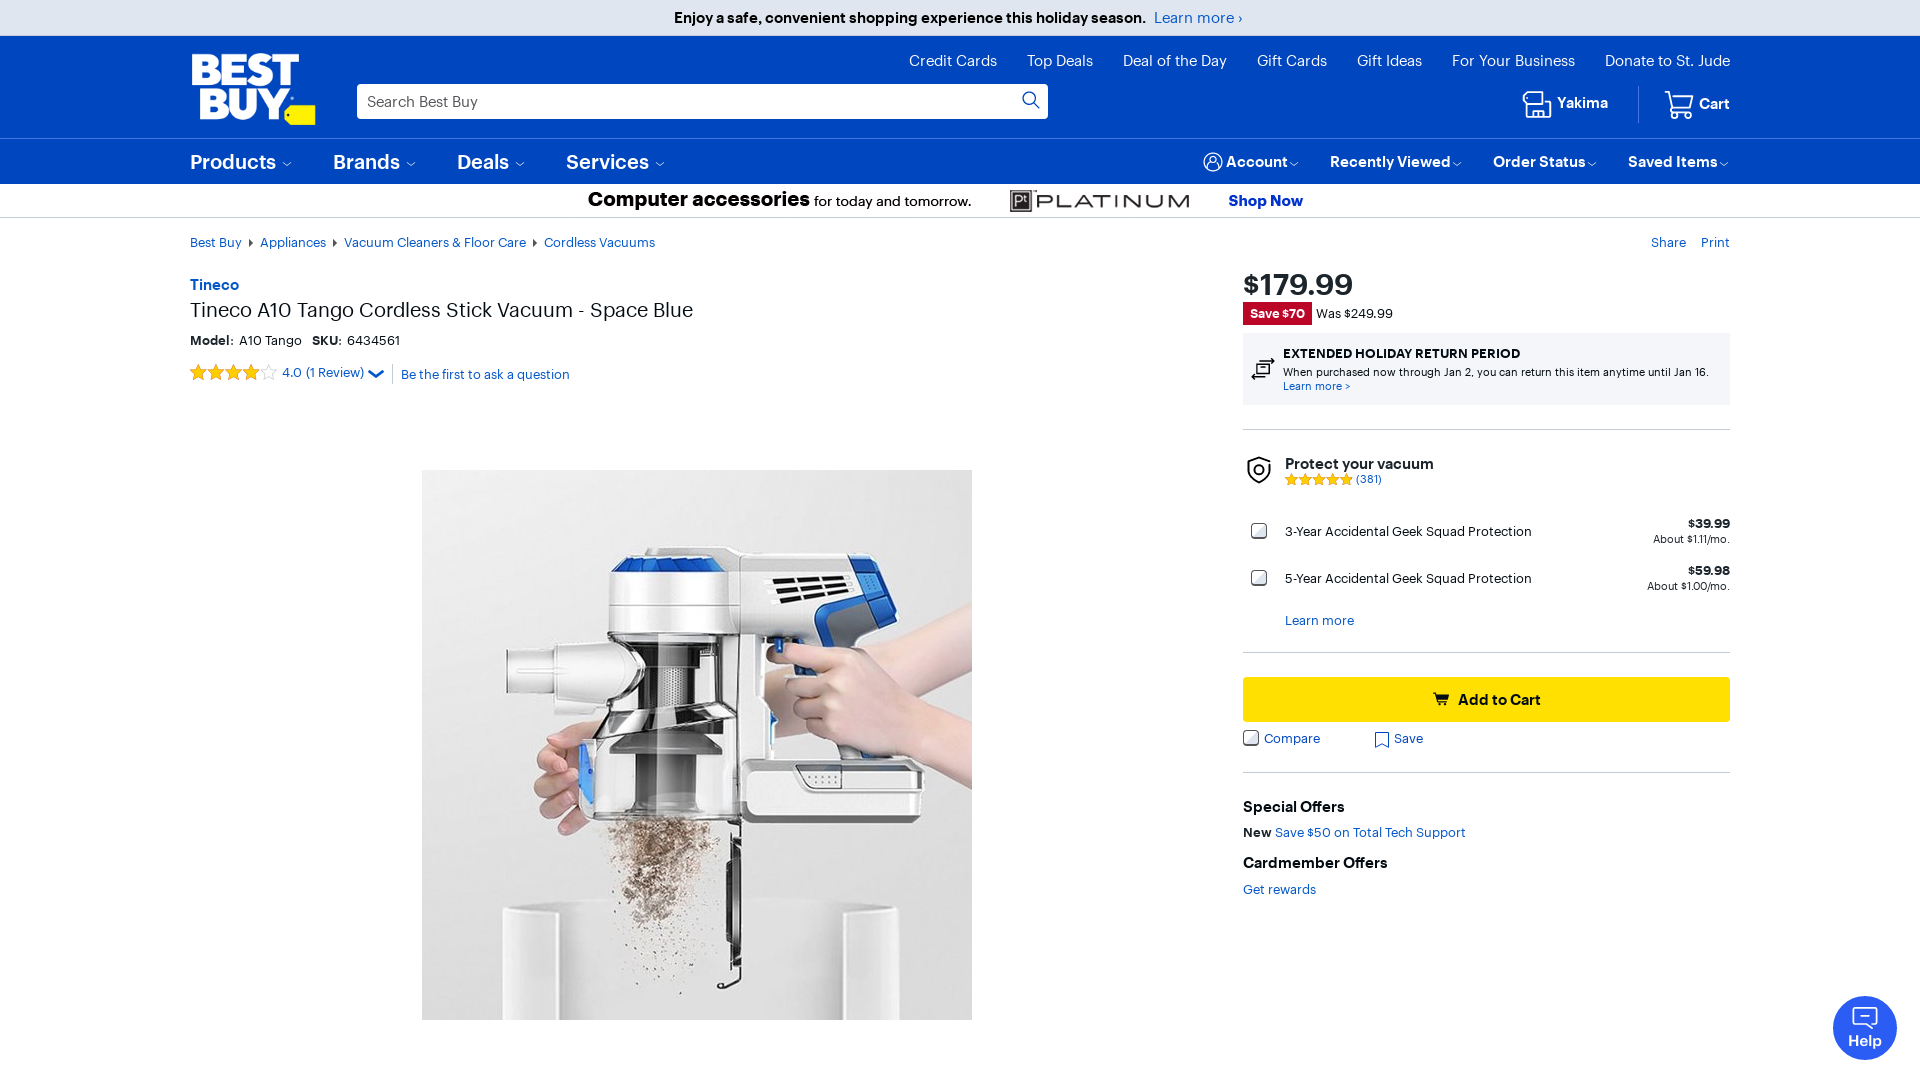 Enjoy a safe, convenient shopping experience this holiday season. Learn more ›
BEST BUY
Credit Cards Top Deals Deal of the Day Gift Cards Gift Ideas For Your Business Donate to St. Jude
Search Best Buy
Yakima
Cart
Products Brands Deals Services
Account Recently Viewed Order Status Saved Items
Computer accessories for today and tomorrow. Pt PLATINUM Shop Now
Best Buy Appliances Vacuum Cleaners & Floor Care Cordless Vacuums
Share Print
Tineco
Tineco A10 Tango Cordless Stick Vacuum - Space Blue
Model: A10 Tango SKU: 6434561
4.0 (1 Review) Be the first to ask a question
$179.99
Save $70 Was $249.99
EXTENDED HOLIDAY RETURN PERIOD
When purchased now through Jan 2, you can return this item anytime until Jan 16.
Learn more >
Protect your vacuum
(381)
3-Year Accidental Geek Squad Protection $39.99
About $1.11/mo.
5-Year Accidental Geek Squad Protection $59.98
About $1.00/mo.
Learn more
Add to Cart
Compare Save
Special Offers
New Save $50 on Total Tech Support
Cardmember Offers
Get rewards
Help